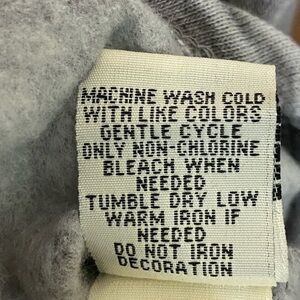 MACHINE WASH COLD
WITH LIKE COLORS
GENTLE CYCLE
ONLY NON-CHLORINE
BLEACH WHEN
NEEDED
TUMBLE DRY LOW
WARM IRON IF
NEEDED
DO NOT IRON
DECORATION